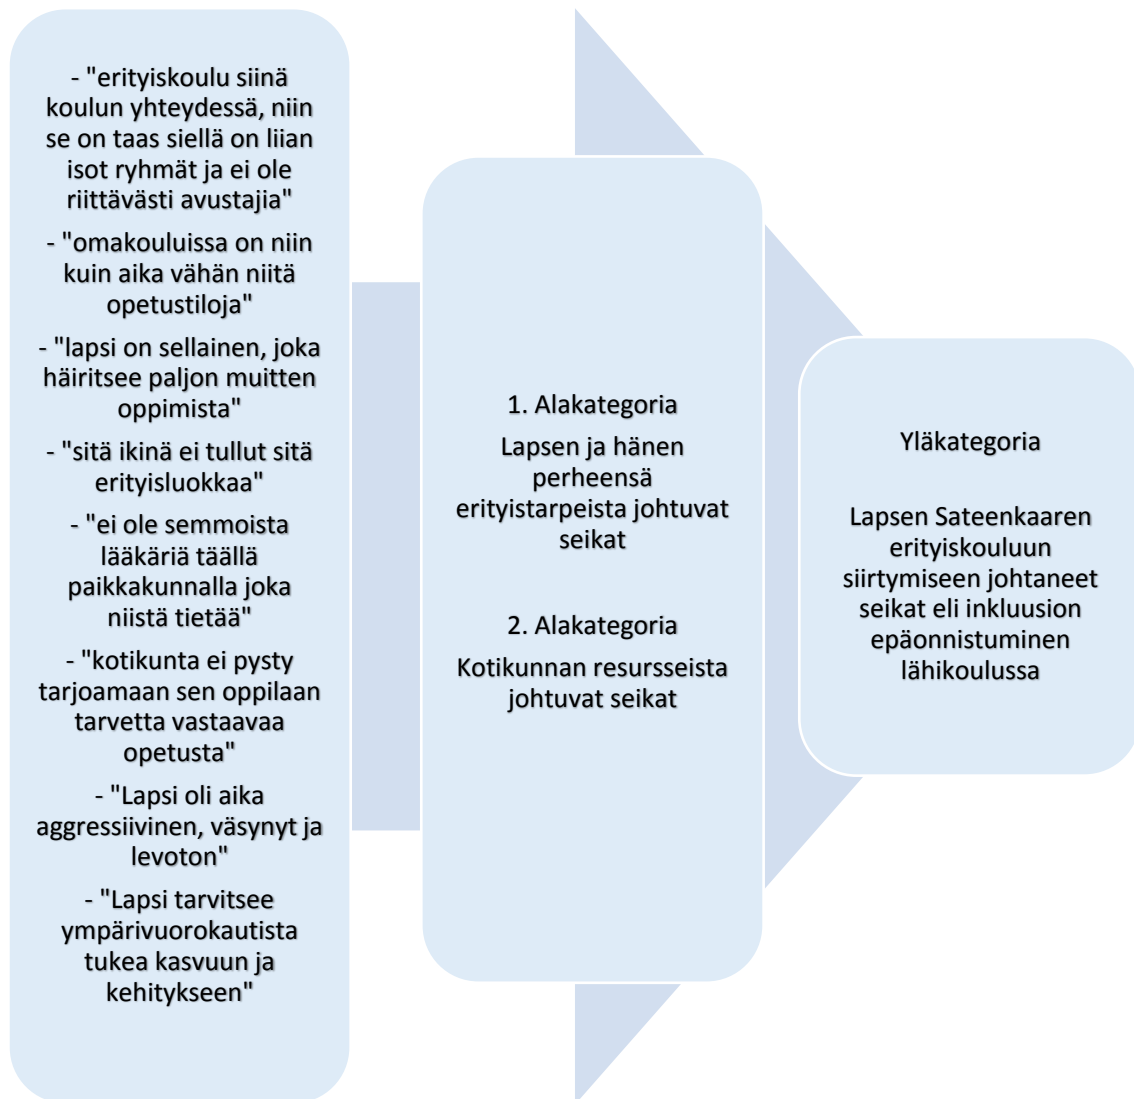 - "erityiskoulu siinä
koulun yhteydessä, niin
se on taas siellä on liian
isot ryhmät ja ei ole
riittävästi avustajia"
- "omakouluissa on niin
kuin aika vähän niitä
opetustiloja"
- "lapsi on sellainen, joka
häiritsee paljon muitten
oppimista"
- "sitä ikinä ei tullut sitä
erityisluokkaa"
- "ei ole semmoista
lääkäriä täällä
paikkakunnalla joka
niistä tietää"
- "kotikunta ei pysty
tarjoamaan sen oppilaan
tarvetta vastaavaa
opetusta"
- "Lapsi oli aika
aggressiivinen, väsynyt ja
levoton"
- "Lapsi tarvitsee
ympärivuorokautista
tukea kasvuun ja
kehitykseen"
1. Alakategoria
Lapsen ja hänen
perheensä
erityistarpeista johtuvat
seikat
2. Alakategoria
Kotikunnan resursseista
johtuvat seikat
Yläkategoria
Lapsen Sateenkaaren
erityiskouluun
siirtymiseen johtaneet
seikat eli inkluusion
epäonnistuminen
lähikoulussa